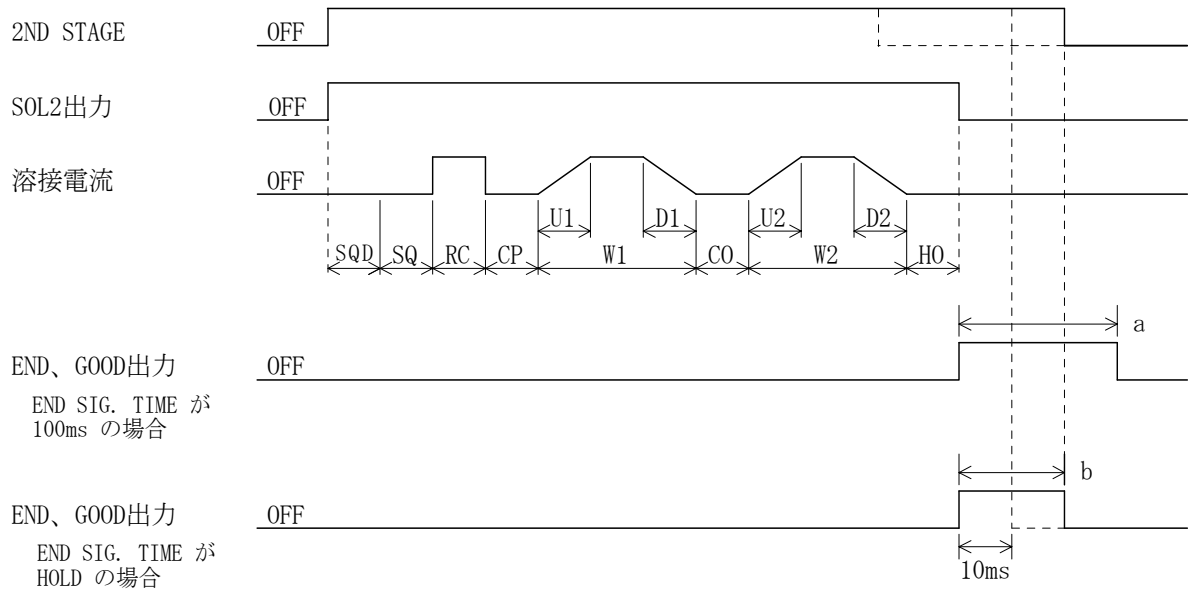 2ND STAGE OFF
SOL2出力 OFF
溶接電流 OFF
U1 D1 U2 D2
SQD SQ RC CP W1 CO W2 HO
a
END、GOOD出力 OFF
END SIG. TIME が
100ms の場合
b
END、GOOD出力 OFF
END SIG. TIME が
HOLD の場合
10ms